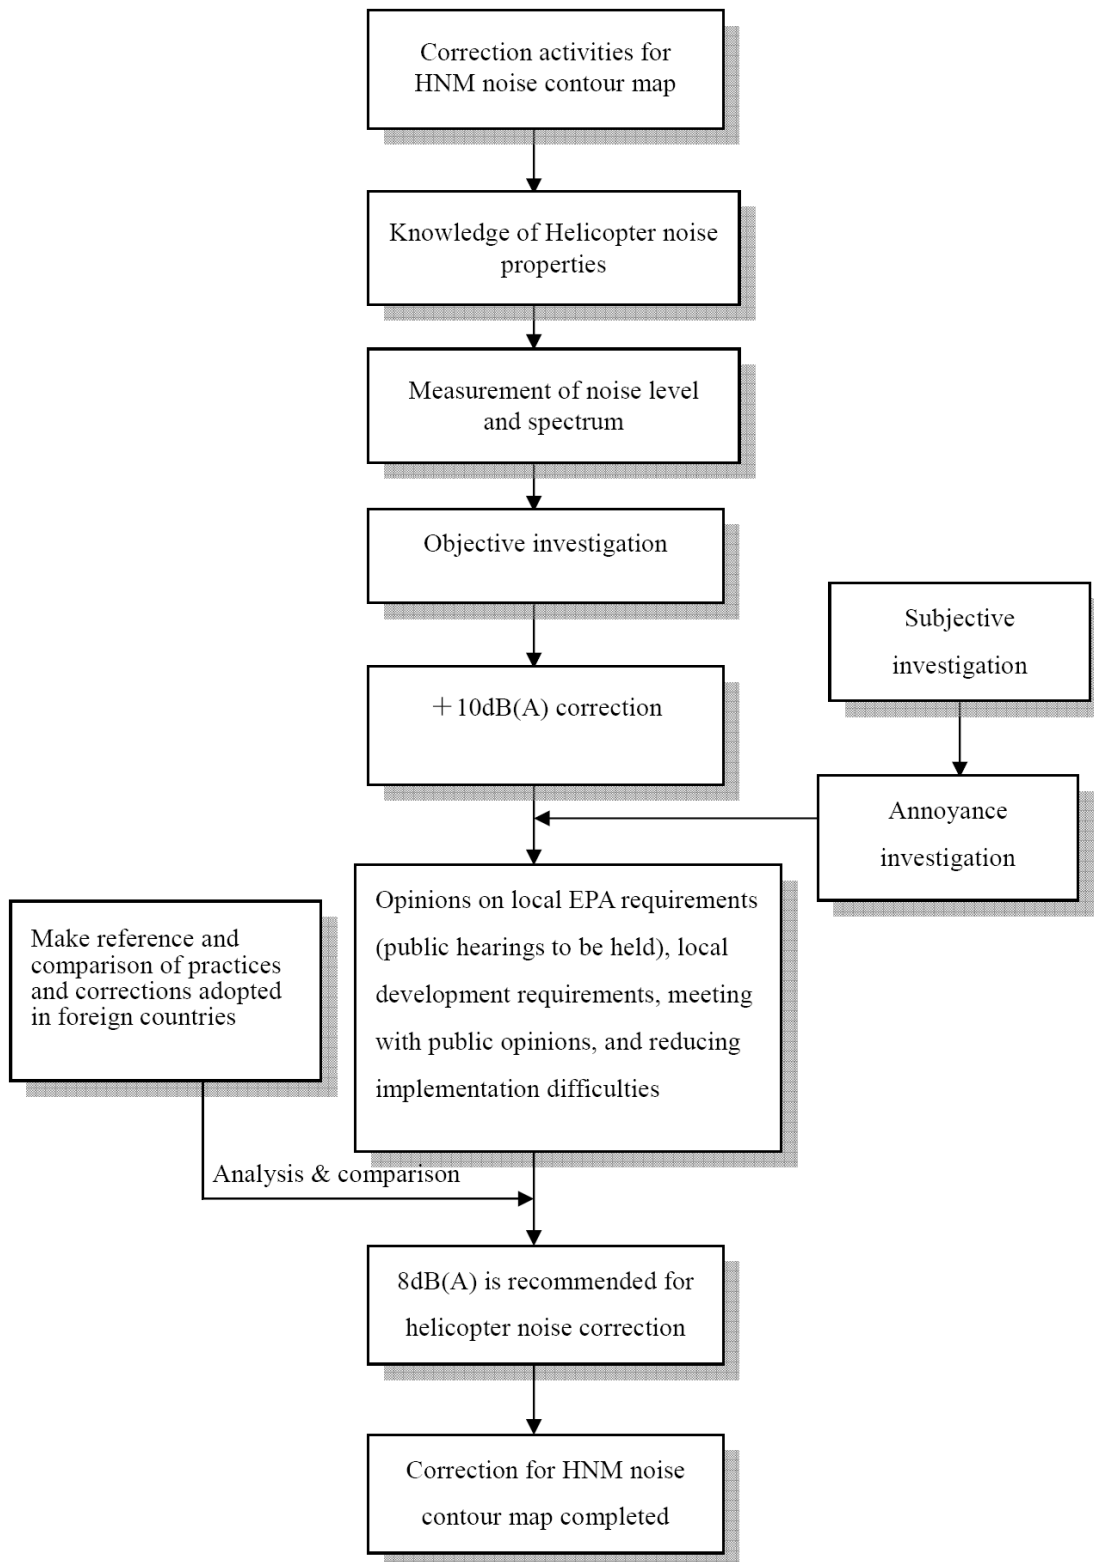 Correction activities for
HNM noise contour map
Knowledge of Helicopter noise
properties
Measurement of noise level
and spectrum
Objective investigation
Subjective
investigation
+10dB(A) correction
Annoyance
investigation
Opinions on local EPA requirements
(public hearings to be held), local
development requirements, meeting
with public opinions, and reducing
implementation difficulties
Make reference and
comparison of practices
and corrections adopted
in foreign countries
Analysis & comparison
8dB(A) is recommended for
helicopter noise correction
Correction for HNM noise
contour map completed